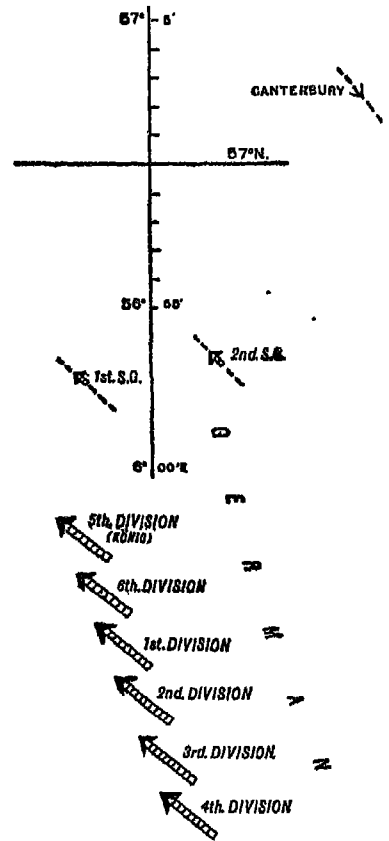 57° 5'
CANTERBURY
57°N.
56° 55'
1st. S.G.
2nd. S.G.
6° 00'E
GERMAN
5th. DIVISION
(KÖNIG)
6th. DIVISION
1st. DIVISION
2nd. DIVISION
3rd. DIVISION.
4th. DIVISION